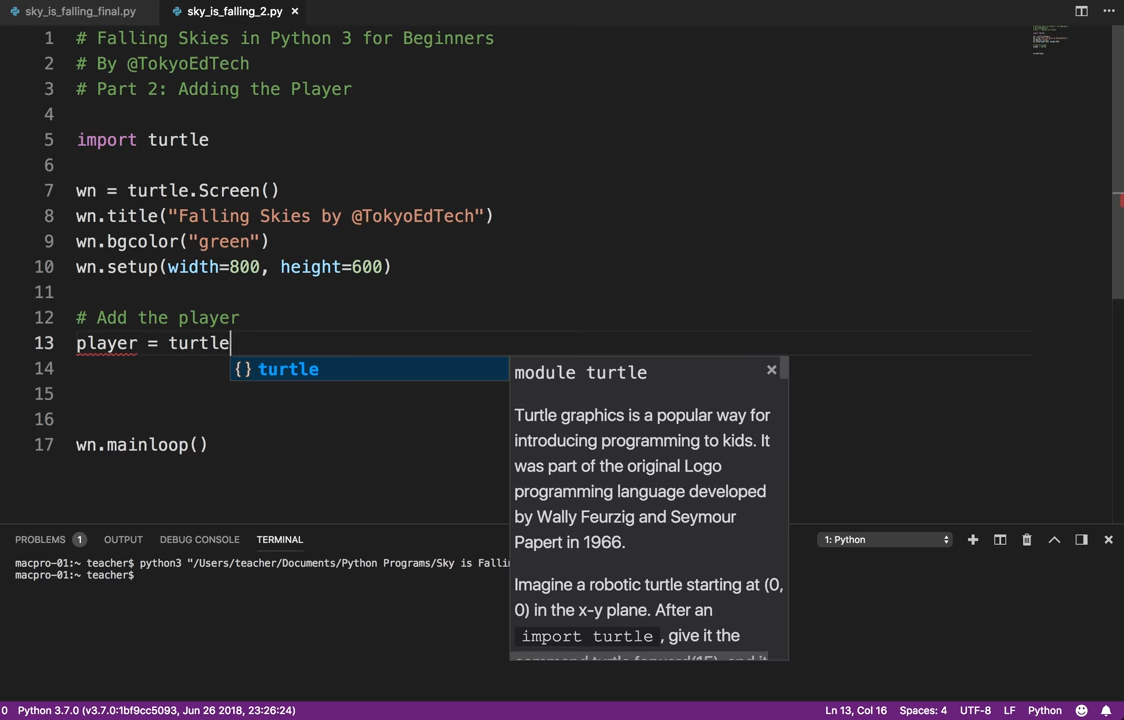 sky_is_falling_final.py
sky_is_falling_2.py ×
1 # Falling Skies in Python 3 for Beginners
2 # By @TokyoEdTech
3 # Part 2: Adding the Player
4
5 import turtle
6
7 wn = turtle.Screen()
8 wn.title("Falling Skies by @TokyoEdTech")
9 wn.bgcolor("green")
10 wn.setup(width=800, height=600)
11
12 # Add the player
13 player = turtle
14
15
16
17 wn.mainloop()
{} turtle
module turtle ×
Turtle graphics is a popular way for
introducing programming to kids. It
was part of the original Logo
programming language developed
by Wally Feurzig and Seymour
Papert in 1966.
Imagine a robotic turtle starting at (0,
0) in the x-y plane. After an
import turtle , give it the
command turtle.forward(15), and it
PROBLEMS 1 OUTPUT DEBUG CONSOLE TERMINAL
1: Python
macpro-01:~ teacher$ python3 "/Users/teacher/Documents/Python Programs/Sky is Fallin
macpro-01:~ teacher$
0 Python 3.7.0 (v3.7.0:1bf9cc5093, Jun 26 2018, 23:26:24)
Ln 13, Col 16 Spaces: 4 UTF-8 LF Python